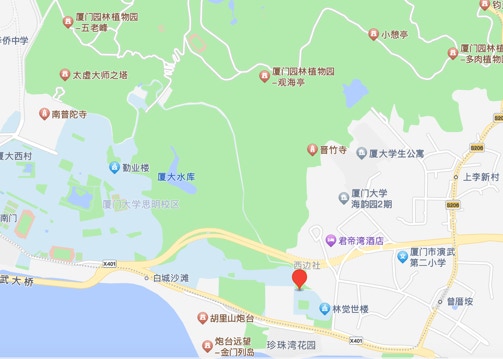 厦门园林植物园
-五老峰
华侨中学
小憩亭
厦门园林植物园
-多肉植物
太虚大师之塔
厦门园林植物园
-观海亭
南普陀寺
S208
厦大西村
勤业楼
厦大水库
晋竹寺
厦大学生公寓
上李新村
厦门大学思明校区
厦门大学
海韵园2期
S208
南门
君帝湾酒店
厦门市演武
第二小学
西边社
X401
武大桥
白城沙滩
曾厝垵
林觉世楼
胡里山炮台
X401
炮台远望
-金门列岛
珍珠湾花园